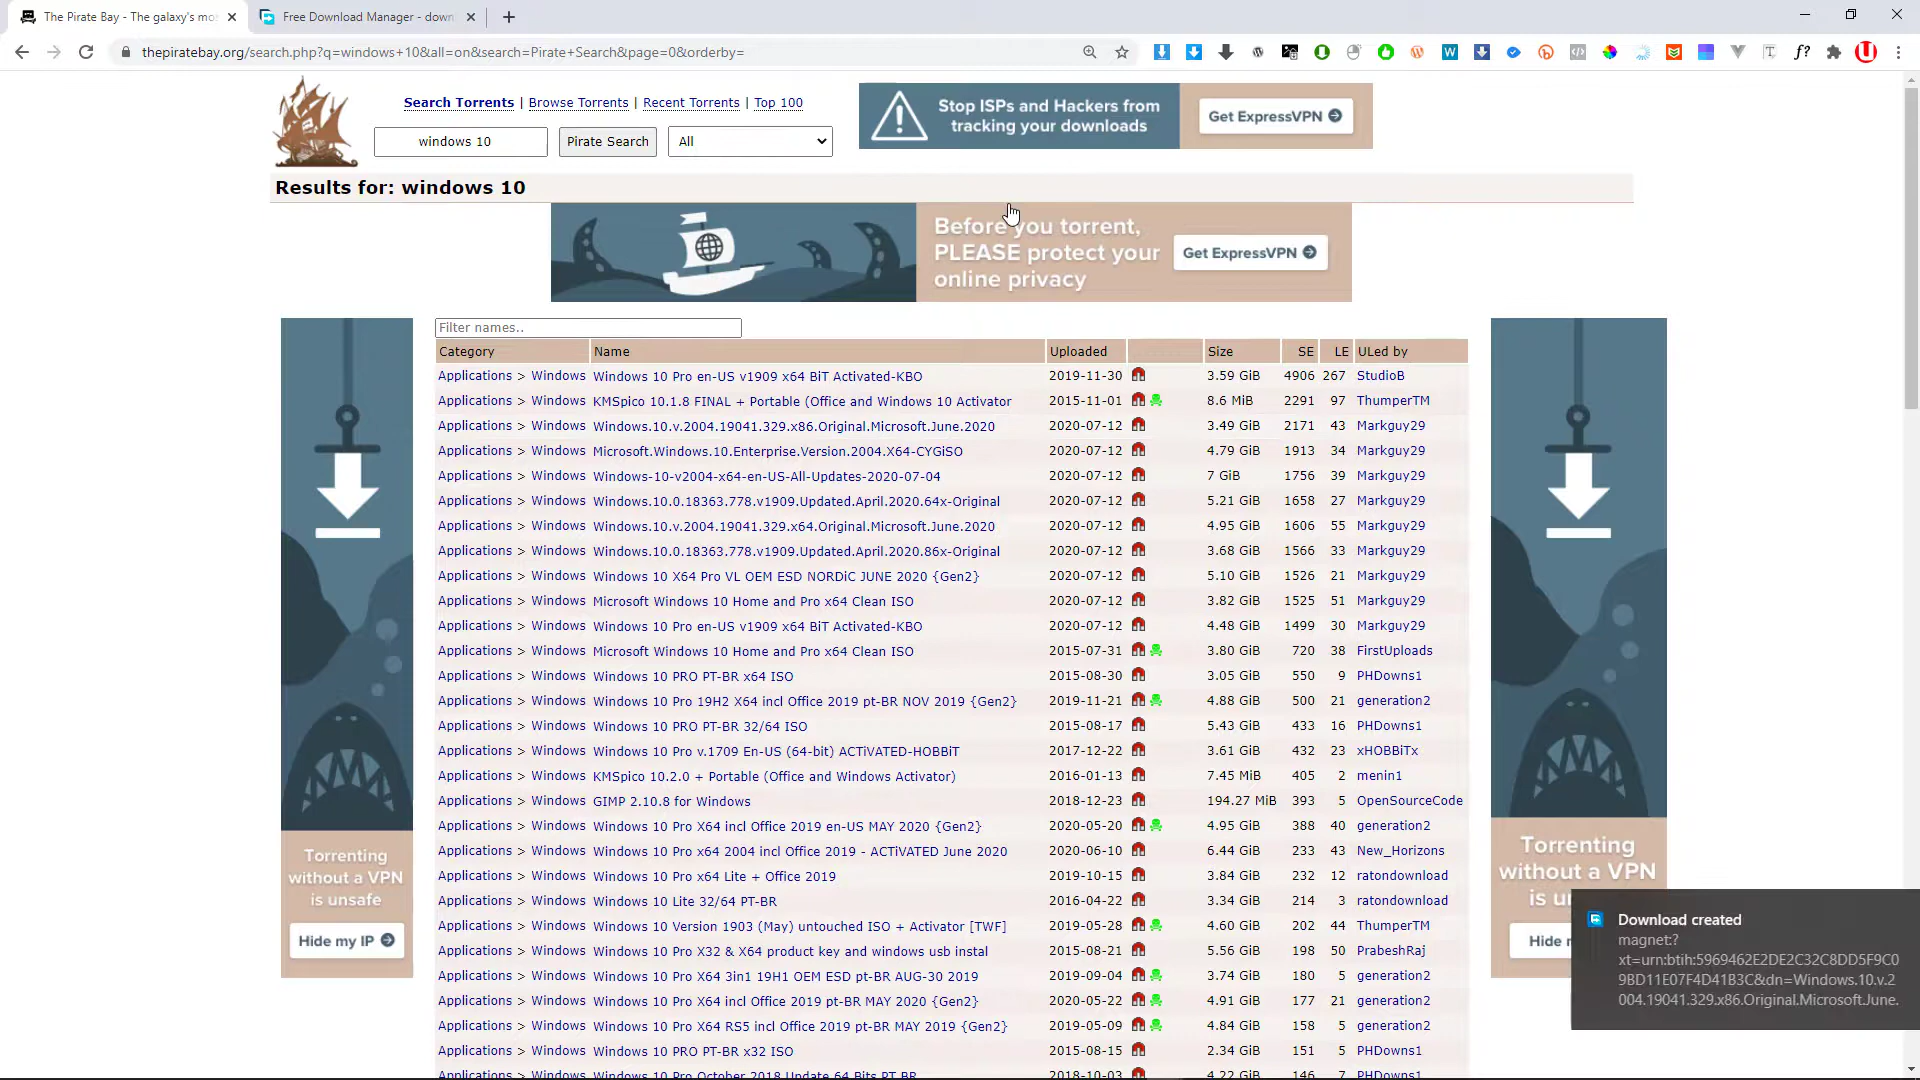 The Pirate Bay - The galaxy's mo
Free Download Manager - down
thepiratebay.org/search.php?q=windows+10&all=on&search=Pirate+Search&page=0&orderby=
Search Torrents | Browse Torrents | Recent Torrents | Top 100
windows 10 Pirate Search All
Stop ISPs and Hackers from
tracking your downloads
Get ExpressVPN
Results for: windows 10
Before you torrent,
PLEASE protect your
online privacy
Get ExpressVPN
Filter names..
Category Name Uploaded Size SE LE ULed by
Applications > Windows Windows 10 Pro en-US v1909 x64 BiT Activated-KBO 2019-11-30 3.59 GiB 4906 267 StudioB
Applications > Windows KMSpico 10.1.8 FINAL + Portable (Office and Windows 10 Activator 2015-11-01 8.6 MiB 2291 97 ThumperTM
Applications > Windows Windows.10.v.2004.19041.329.x86.Original.Microsoft.June.2020 2020-07-12 3.49 GiB 2171 43 Markguy29
Applications > Windows Microsoft.Windows.10.Enterprise.Version.2004.X64-CYGiSO 2020-07-12 4.79 GiB 1913 34 Markguy29
Applications > Windows Windows-10-v2004-x64-en-US-All-Updates-2020-07-04 2020-07-12 7 GiB 1756 39 Markguy29
Applications > Windows Windows.10.0.18363.778.v1909.Updated.April.2020.64x-Original 2020-07-12 5.21 GiB 1658 27 Markguy29
Applications > Windows Windows.10.v.2004.19041.329.x64.Original.Microsoft.June.2020 2020-07-12 4.95 GiB 1606 55 Markguy29
Applications > Windows Windows.10.0.18363.778.v1909.Updated.April.2020.86x-Original 2020-07-12 3.68 GiB 1566 33 Markguy29
Applications > Windows Windows 10 X64 Pro VL OEM ESD NORDiC JUNE 2020 {Gen2} 2020-07-12 5.10 GiB 1526 21 Markguy29
Applications > Windows Microsoft Windows 10 Home and Pro x64 Clean ISO 2020-07-12 3.82 GiB 1525 51 Markguy29
Applications > Windows Windows 10 Pro en-US v1909 x64 BiT Activated-KBO 2020-07-12 4.48 GiB 1499 30 Markguy29
Applications > Windows Microsoft Windows 10 Home and Pro x64 Clean ISO 2015-07-31 3.80 GiB 720 38 FirstUploads
Applications > Windows Windows 10 PRO PT-BR x64 ISO 2015-08-30 3.05 GiB 550 9 PHDowns1
Applications > Windows Windows 10 Pro 19H2 X64 incl Office 2019 pt-BR NOV 2019 {Gen2} 2019-11-21 4.88 GiB 500 21 generation2
Applications > Windows Windows 10 PRO PT-BR 32/64 ISO 2015-08-17 5.43 GiB 433 16 PHDowns1
Applications > Windows Windows 10 Pro v.1709 En-US (64-bit) ACTiVATED-HOBBiT 2017-12-22 3.61 GiB 432 23 xHOBBiTx
Applications > Windows KMSpico 10.2.0 + Portable (Office and Windows Activator) 2016-01-13 7.45 MiB 405 2 menin1
Applications > Windows GIMP 2.10.8 for Windows 2018-12-23 194.27 MiB 393 5 OpenSourceCode
Applications > Windows Windows 10 Pro X64 incl Office 2019 en-US MAY 2020 {Gen2} 2020-05-20 4.95 GiB 388 40 generation2
Applications > Windows Windows 10 Pro x64 2004 incl Office 2019 - ACTiVATED June 2020 2020-06-10 6.44 GiB 233 43 New_Horizons
Applications > Windows Windows 10 Pro x64 Lite + Office 2019 2019-10-15 3.84 GiB 232 12 ratondownload
Applications > Windows Windows 10 Lite 32/64 PT-BR 2016-04-22 3.34 GiB 214 3 ratondownload
Applications > Windows Windows 10 Version 1903 (May) untouched ISO + Activator [TWF] 2019-05-28 4.60 GiB 202 44 ThumperTM
Applications > Windows Windows 10 Pro X32 & X64 product key and windows usb instal 2015-08-21 5.56 GiB 198 50 PrabeshRaj
Applications > Windows Windows 10 Pro X64 3in1 19H1 OEM ESD pt-BR AUG-30 2019 2019-09-04 3.74 GiB 180 5 generation2
Applications > Windows Windows 10 Pro X64 incl Office 2019 pt-BR MAY 2020 {Gen2} 2020-05-22 4.91 GiB 177 21 generation2
Applications > Windows Windows 10 Pro X64 RS5 incl Office 2019 pt-BR MAY 2019 {Gen2} 2019-05-09 4.84 GiB 158 5 generation2
Applications > Windows Windows 10 PRO PT-BR x32 ISO 2015-08-15 2.34 GiB 151 5 PHDowns1
Applications > Windows Windows 10 Pro October 2018 Update 64 Bits PT BR 2018-10-03 4.22 GiB 146 7 PHDowns1
Torrenting
without a VPN
is unsafe
Hide my IP
Torrenting
without a VPN
is u
Hide
Download created
magnet:?
xt=urn:btih:5969462E2DE2C32C8DD5F9C0
9BD11E07F4D41B3C&dn=Windows.10.v.2
004.19041.329.x86.Original.Microsoft.June.